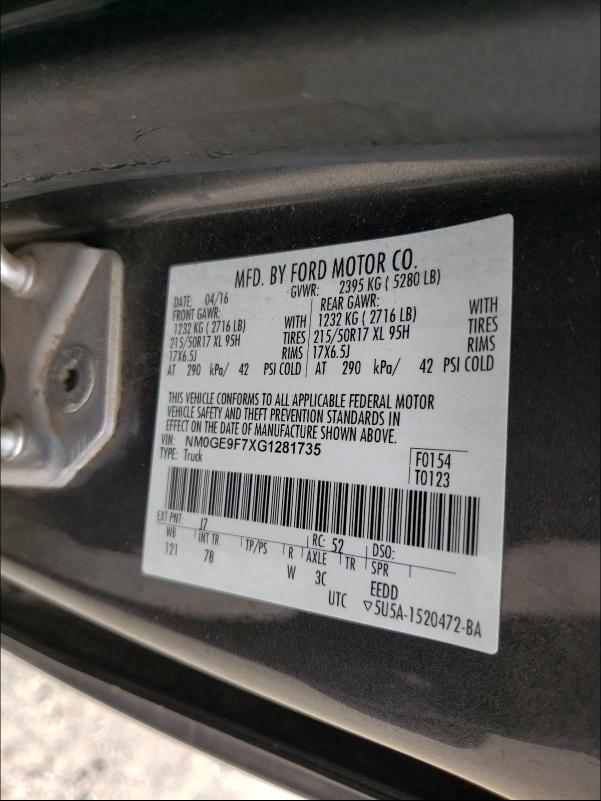 MFD. BY FORD MOTOR CO.
DATE: 04/16 GVWR: 2395 KG ( 5280 LB)
FRONT GAWR: REAR GAWR:
1232 KG ( 2716 LB) WITH 1232 KG ( 2716 LB) WITH
215/50R17 XL 95H TIRES 215/50R17 XL 95H TIRES
17X6.5J RIMS 17X6.5J RIMS
AT 290 kPa/ 42 PSI COLD AT 290 kPa/ 42 PSI COLD
THIS VEHICLE CONFORMS TO ALL APPLICABLE FEDERAL MOTOR
VEHICLE SAFETY AND THEFT PREVENTION STANDARDS IN
EFFECT ON THE DATE OF MANUFACTURE SHOWN ABOVE.
VIN: NM0GE9F7XG1281735
TYPE: Truck
F0154
T0123
EXT PNT: J7 RC: 52 DSO:
WB INT TR TP/PS R AXLE TR SPR
121 7B W 3C EEDD
UTC ▽5U5A-1520472-BA